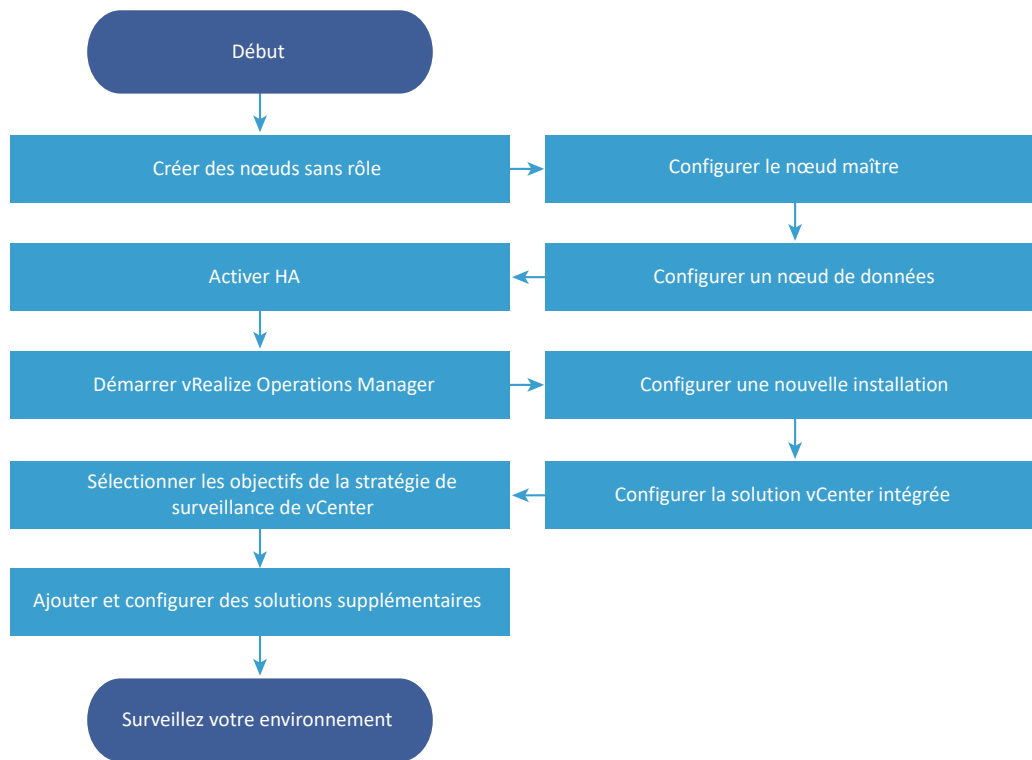 Début
Créer des nœuds sans rôle
Configurer le nœud maître
Configurer un nœud de données
Activer HA
Démarrer vRealize Operations Manager
Configurer une nouvelle installation
Configurer la solution vCenter intégrée
Sélectionner les objectifs de la stratégie de
surveillance de vCenter
Ajouter et configurer des solutions supplémentaires
Surveillez votre environnement